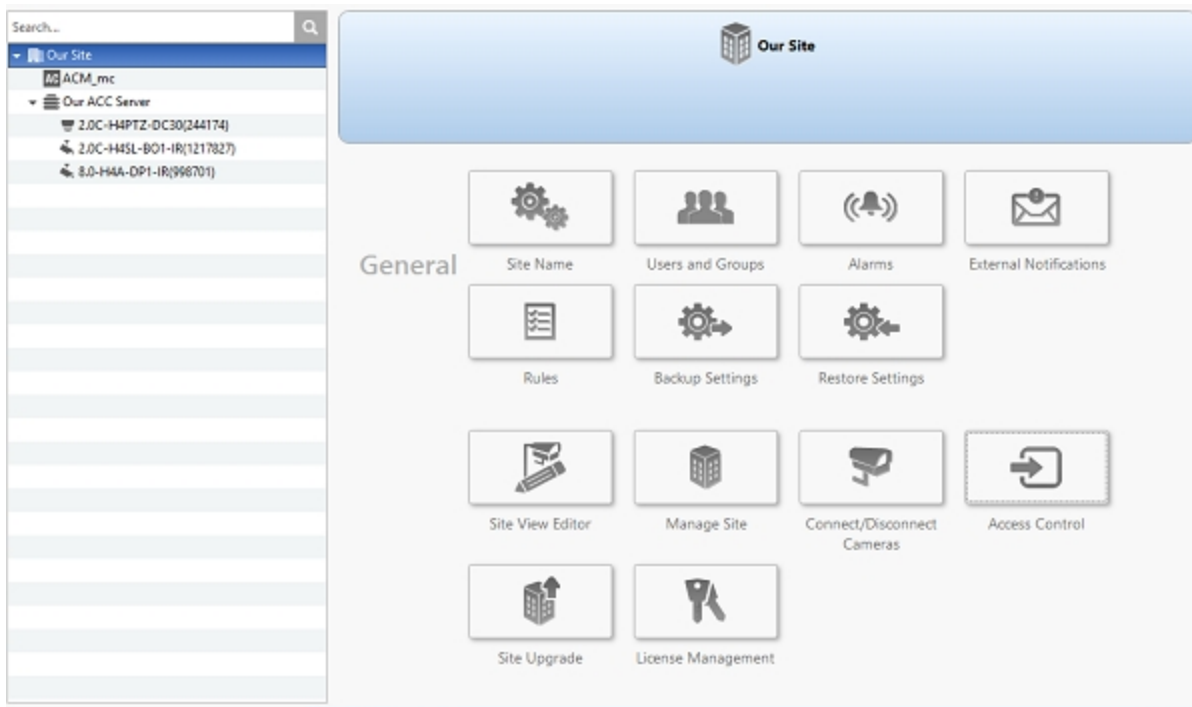 Search...
Our Site
ACM_mc
Our ACC Server
2.0C-H4PTZ-DC30(244174)
2.0C-H4SL-BO1-IR(1217827)
8.0-H4A-DP1-IR(998701)
Our Site
General
Site Name
Users and Groups
Alarms
External Notifications
Rules
Backup Settings
Restore Settings
Site View Editor
Manage Site
Connect/Disconnect
Cameras
Access Control
Site Upgrade
License Management